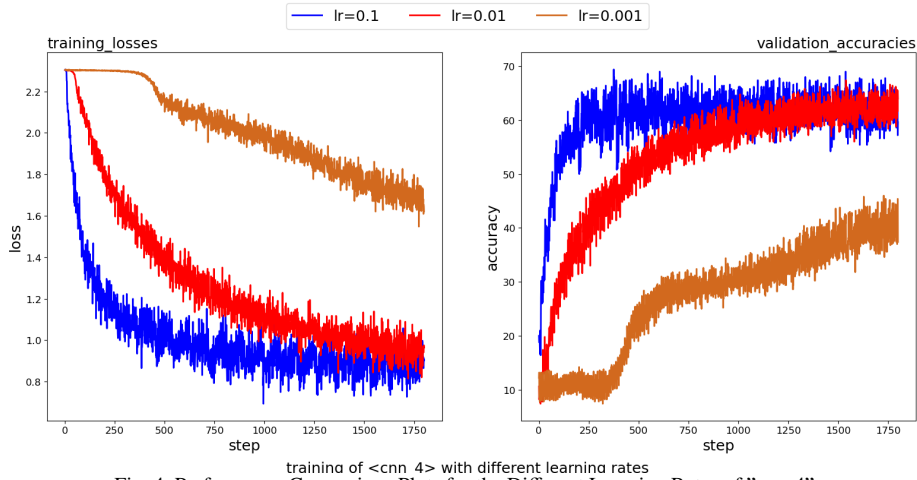 lr=0.1 lr=0.01 lr=0.001
training_losses
validation_accuracies
2.2
2.0
1.8
1.6
1.4
1.2
1.0
0.8
loss
0 250 500 750 1000 1250 1500 1750
step
70
60
50
40
30
20
10
accuracy
0 250 500 750 1000 1250 1500 1750
step
training of <cnn_4> with different learning rates